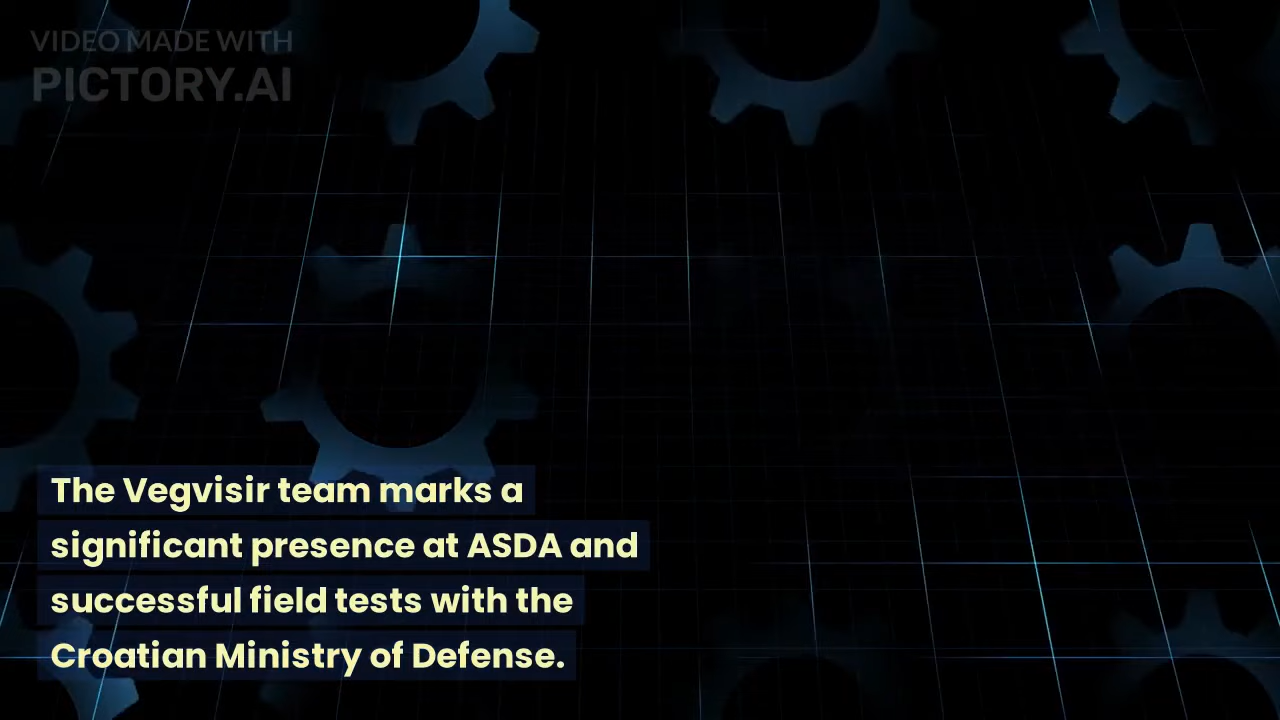 VIDEO MADE WITH
PICTORY.AI
The Vegvisir team marks a
significant presence at ASDA and
successful field tests with the
Croatian Ministry of Defense.